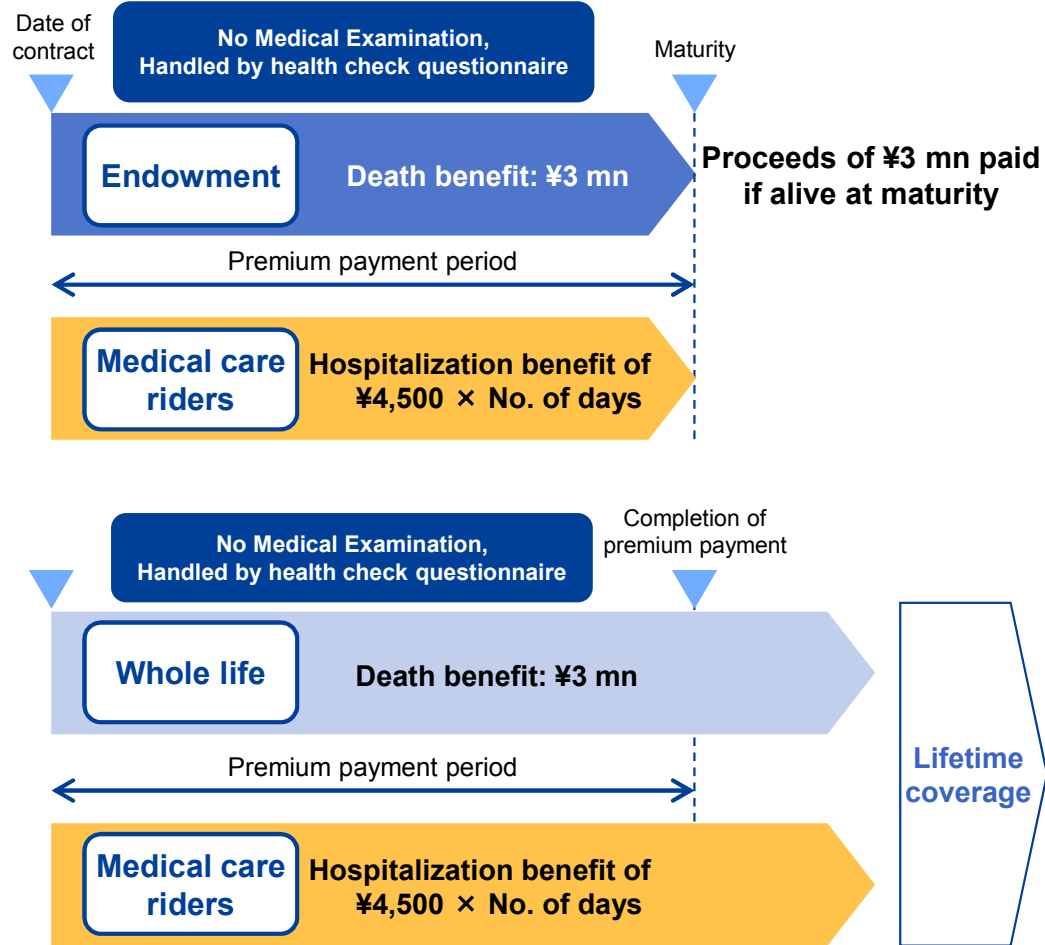 Date of
contract
No Medical Examination,
Handled by health check questionnaire
Maturity
Endowment
Death benefit: ¥3 mn
Proceeds of ¥3 mn paid
if alive at maturity
Premium payment period
Medical care
riders
Hospitalization benefit of
¥4,500 × No. of days
No Medical Examination,
Handled by health check questionnaire
Completion of
premium payment
Whole life
Death benefit: ¥3 mn
Premium payment period
Lifetime
coverage
Medical care
riders
Hospitalization benefit of
¥4,500 × No. of days